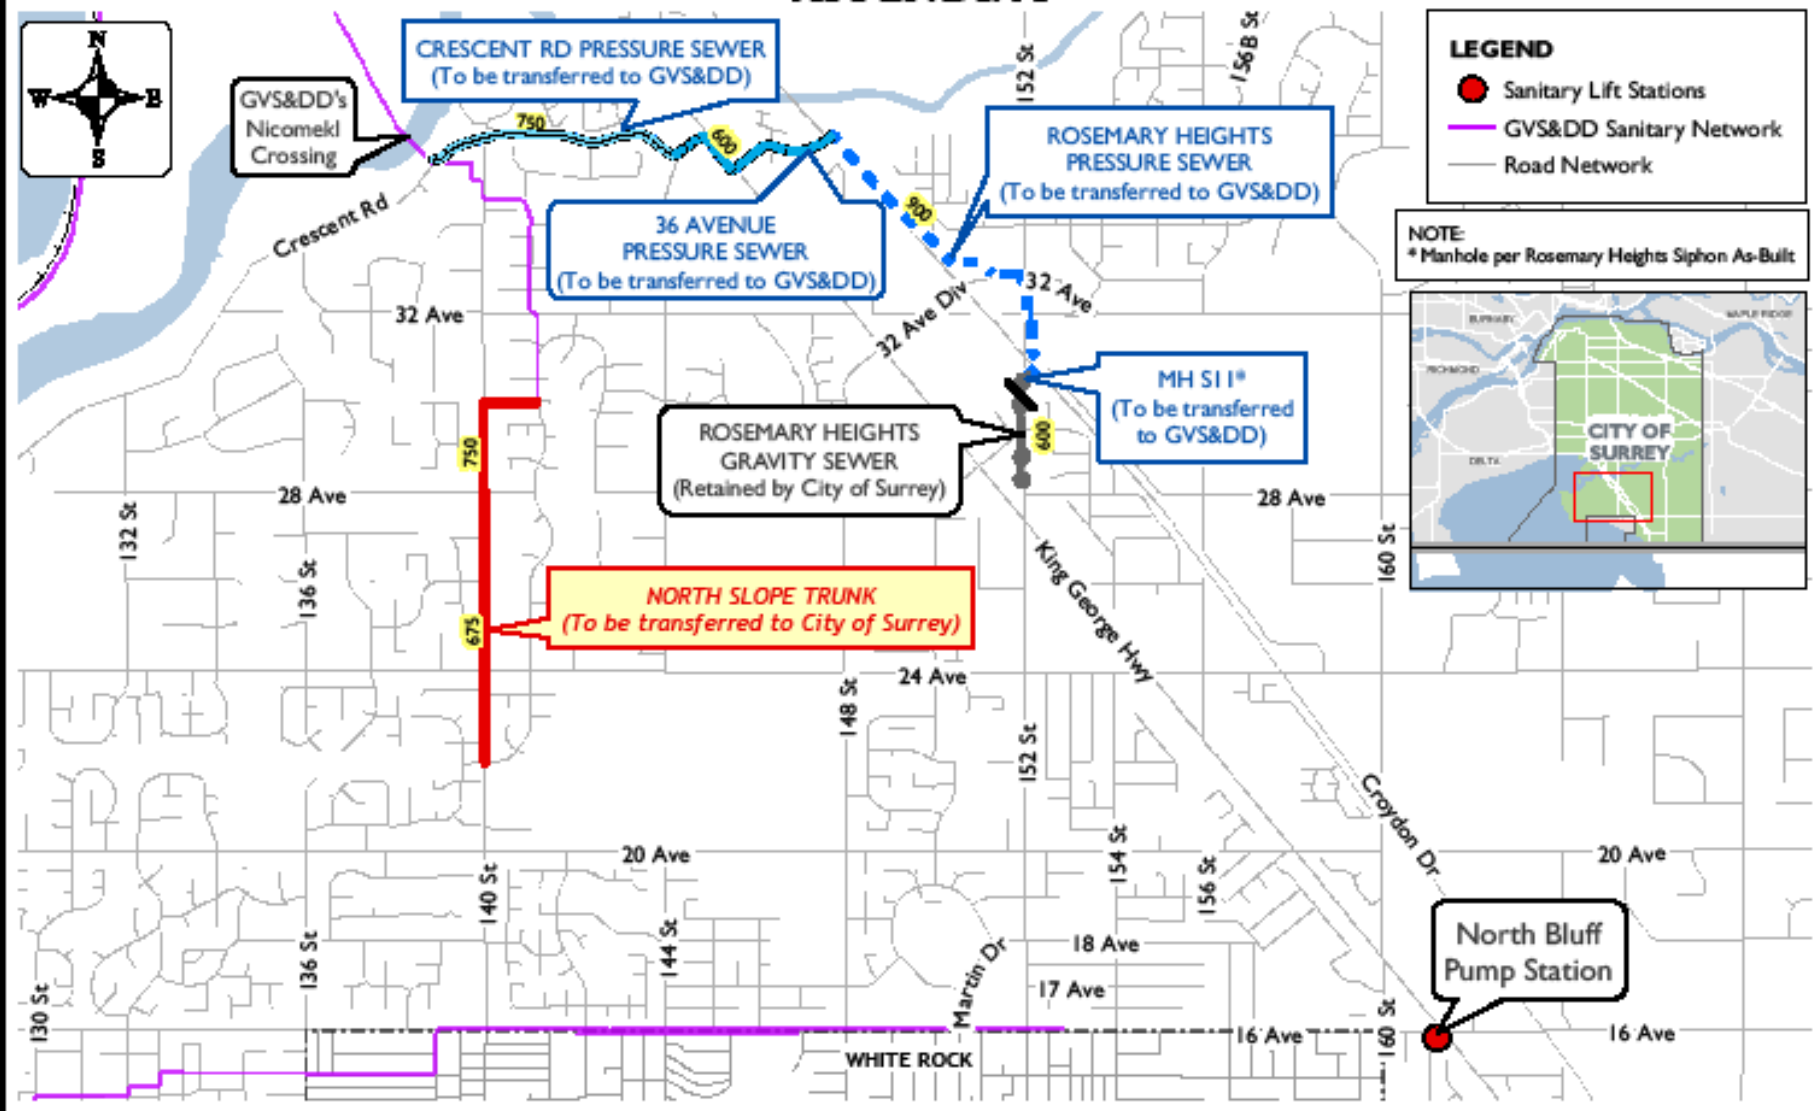 N
W E
S
GVS&DD's
Nicomekl
Crossing
CRESCENT RD PRESSURE SEWER
(To be transferred to GVS&DD)
750
600
36 AVENUE
PRESSURE SEWER
(To be transferred to GVS&DD)
900
ROSEMARY HEIGHTS
PRESSURE SEWER
(To be transferred to GVS&DD)
152 St
156B St
LEGEND
Sanitary Lift Stations
GVS&DD Sanitary Network
Road Network
NOTE:
* Manhole per Rosemary Heights Siphon As-Built
BURNABY
MAPLE RIDGE
RICHMOND
DELTA
CITY OF
SURREY
Crescent Rd
32 Ave
32 Ave Div
32 Ave
MH S11*
(To be transferred
to GVS&DD)
ROSEMARY HEIGHTS
GRAVITY SEWER
(Retained by City of Surrey)
600
750
28 Ave
28 Ave
132 St
136 St
160 St
King George Hwy
NORTH SLOPE TRUNK
(To be transferred to City of Surrey)
675
24 Ave
148 St
152 St
Croydon Dr
20 Ave
20 Ave
154 St
156 St
140 St
144 St
136 St
130 St
18 Ave
17 Ave
Martin Dr
North Bluff
Pump Station
16 Ave
160 St
16 Ave
WHITE ROCK